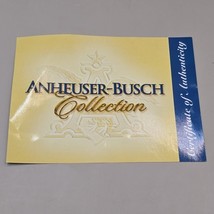 ANHEUSER-BUSCH
Collection
Certificate of Authenticity